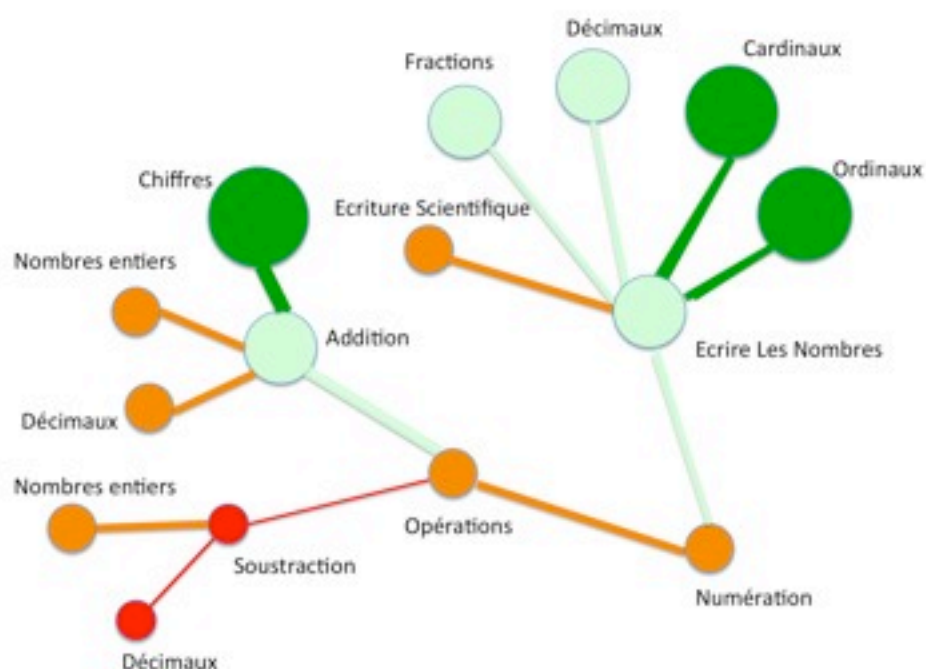 Décimaux
Cardinaux
Fractions
Ordinaux
Chiffres
Ecriture Scientifique
Nombres entiers
Addition
Ecrire Les Nombres
Décimaux
Nombres entiers
Opérations
Soustraction
Numération
Décimaux